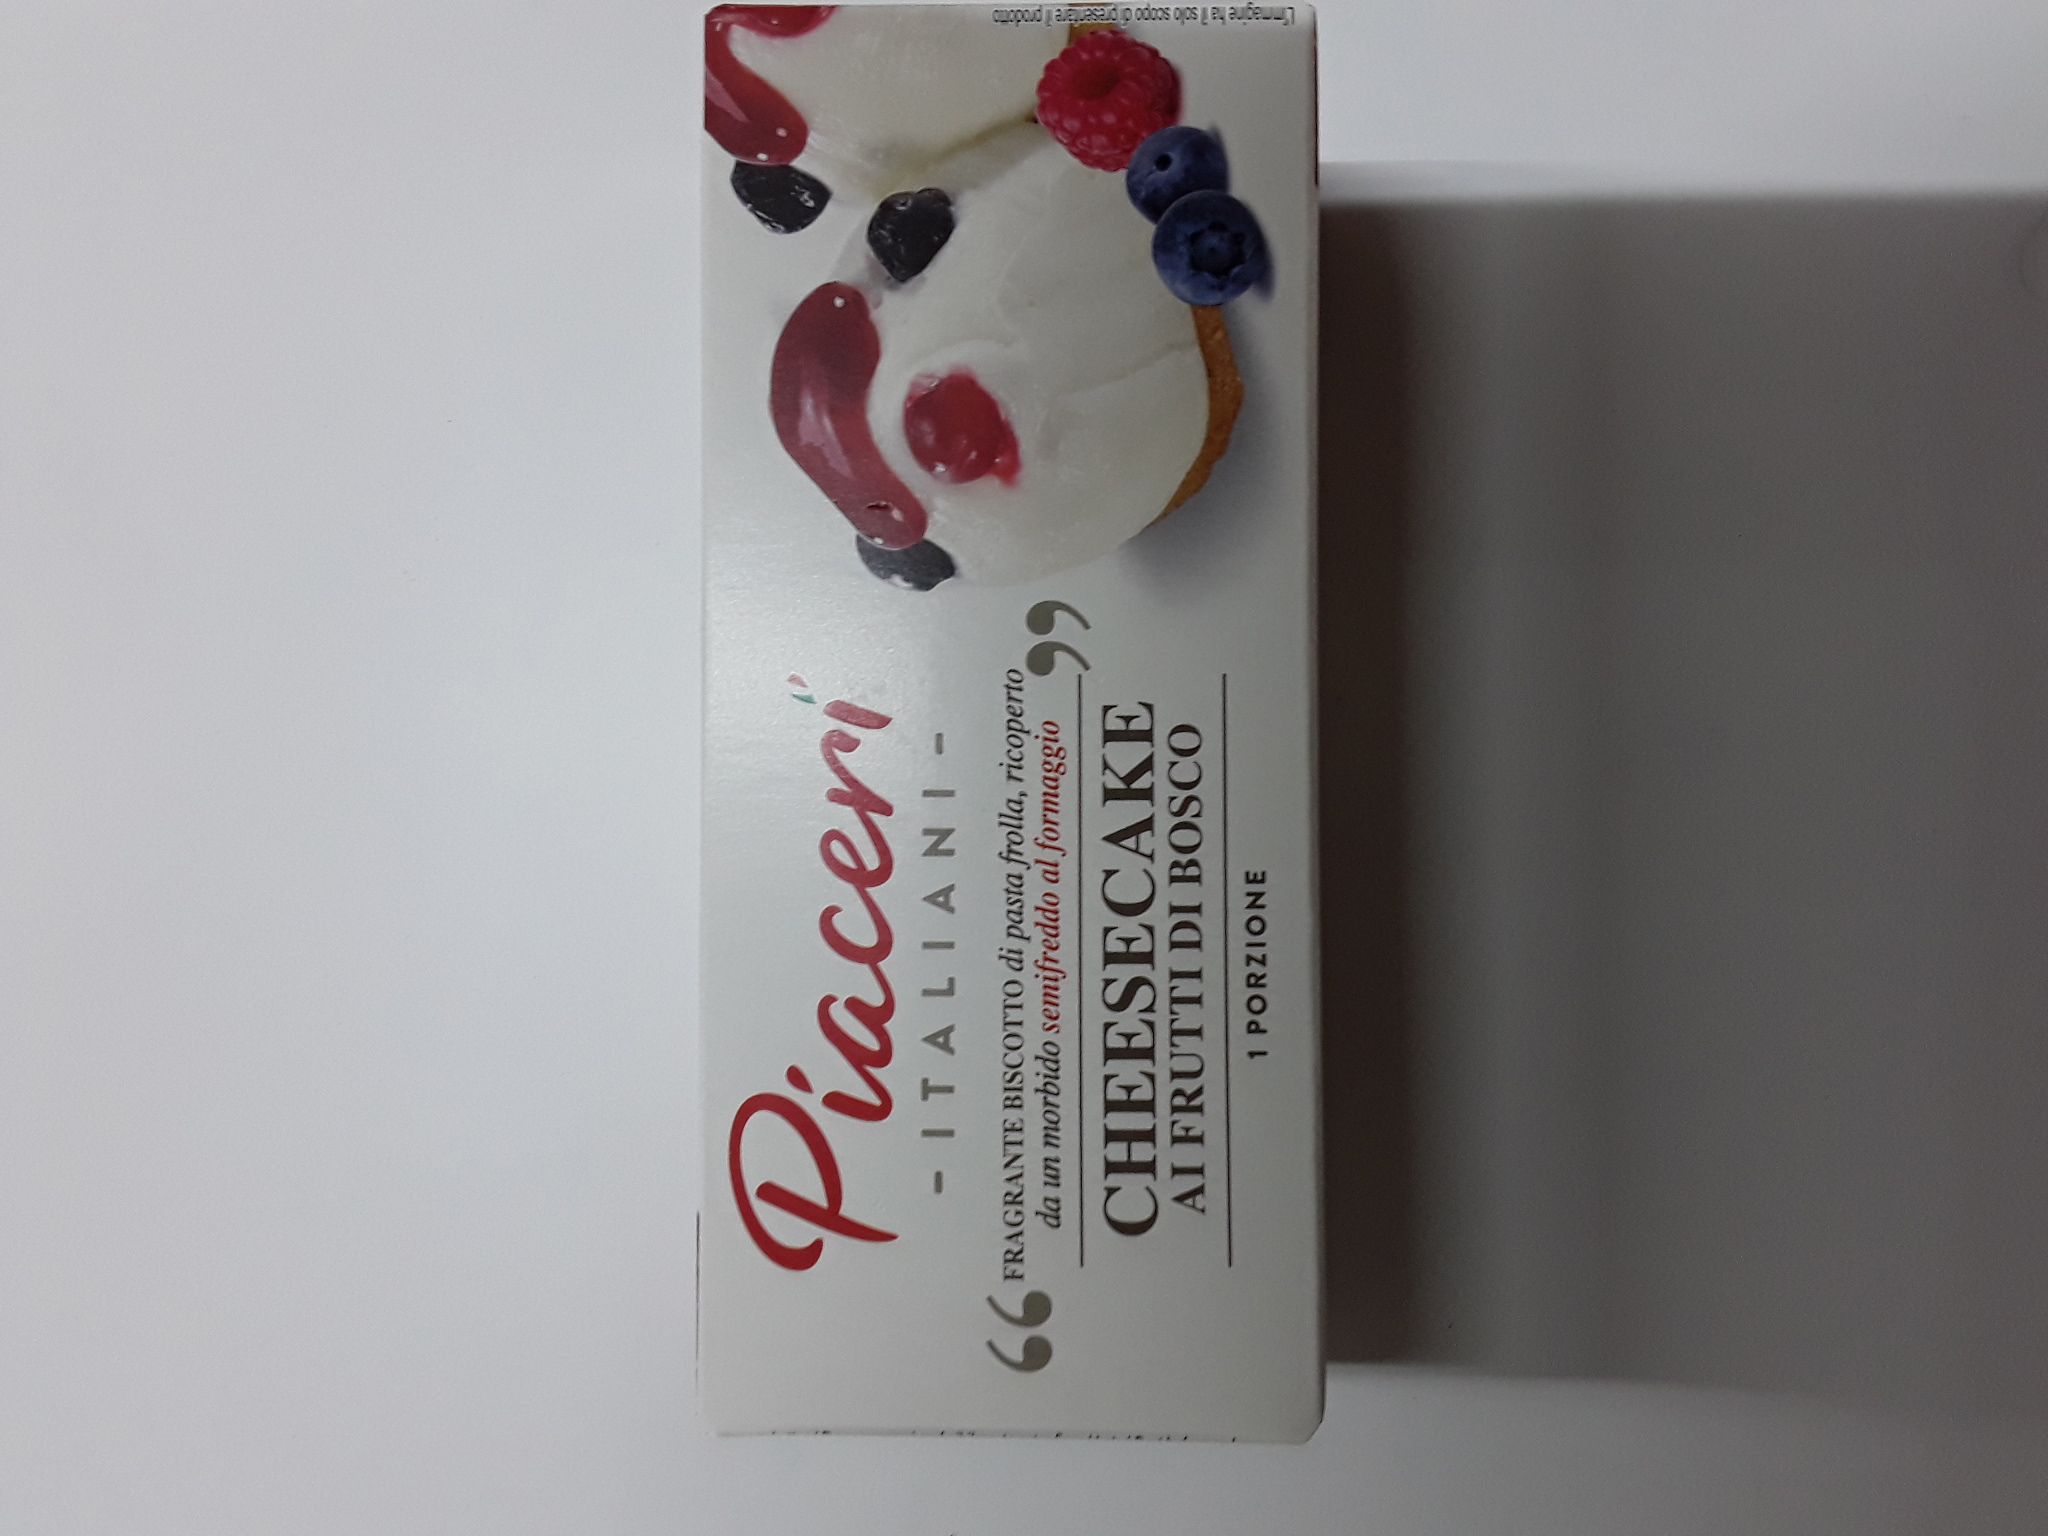 Piaceri
- ITALIANI -
“ FRAGRANTE BISCOTTO di pasta frolla, ricoperto
da un morbido semifreddo al formaggio ”
CHEESECAKE
AI FRUTTI DI BOSCO
1 PORZIONE
L'immagine ha il solo scopo di presentare il prodotto